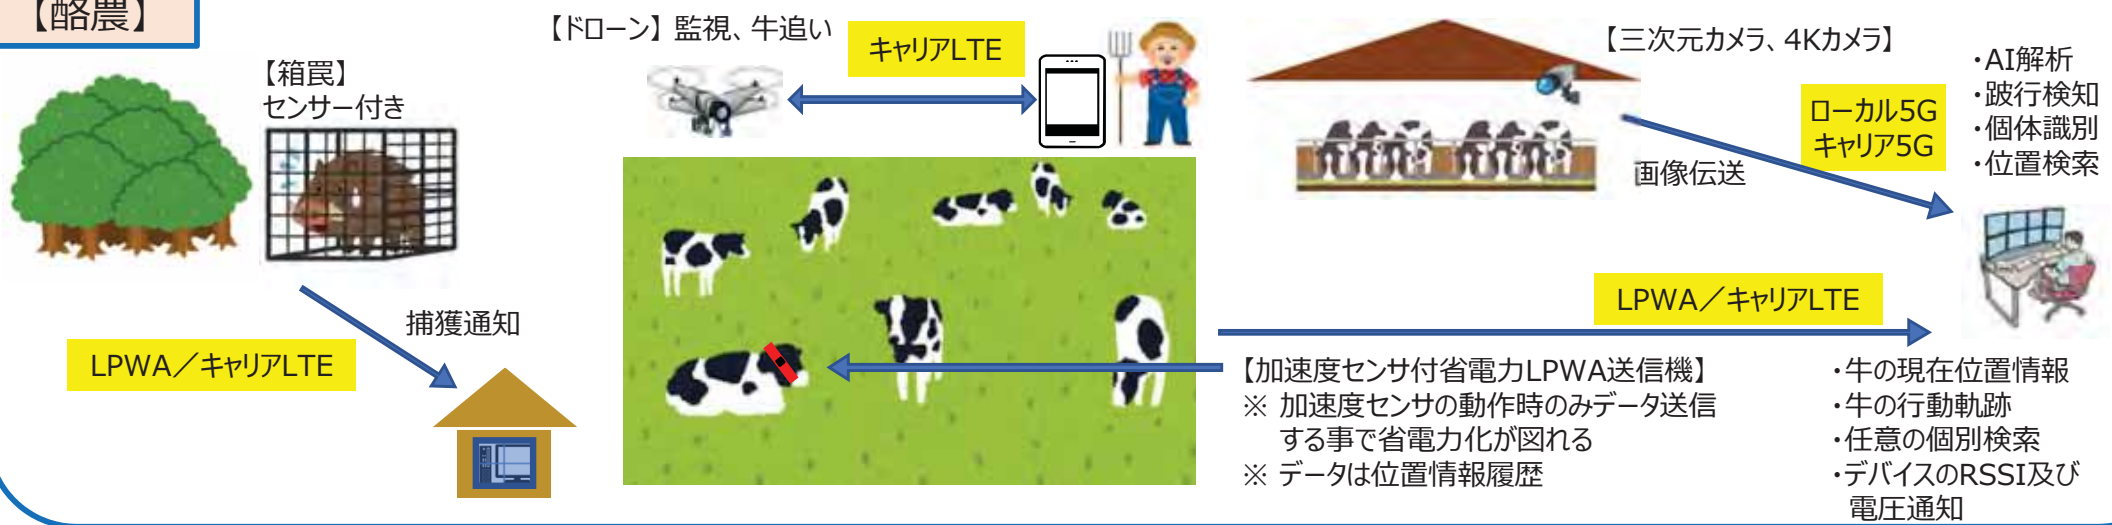 【酪農】
【箱罠】
センサー付き
捕獲通知
LPWA／キャリアLTE
【ドローン】監視、牛追い
キャリアLTE
【三次元カメラ、4Kカメラ】
ローカル5G
キャリア5G
画像伝送
・AI解析
・跛行検知
・個体識別
・位置検索
LPWA／キャリアLTE
【加速度センサ付省電力LPWA送信機】
※ 加速度センサの動作時のみデータ送信
する事で省電力化が図れる
※ データは位置情報履歴
・牛の現在位置情報
・牛の行動軌跡
・任意の個別検索
・デバイスのRSSI及び
電圧通知